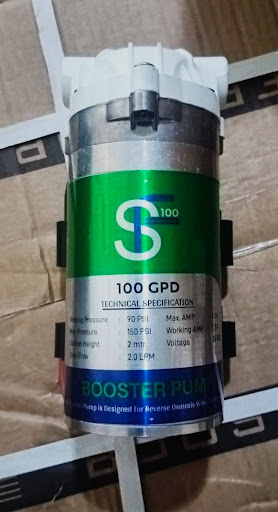 SF 100
100 GPD
TECHNICAL SPECIFICATION
Working Pressure : 90 PSI Max. AMP
Pressure : 150 PSI Working AMP
Height : 2 mtr. Voltage
Flow : 2.0 LPM
BOOSTER PUM
Pump is Designed For Reverse Osmosis